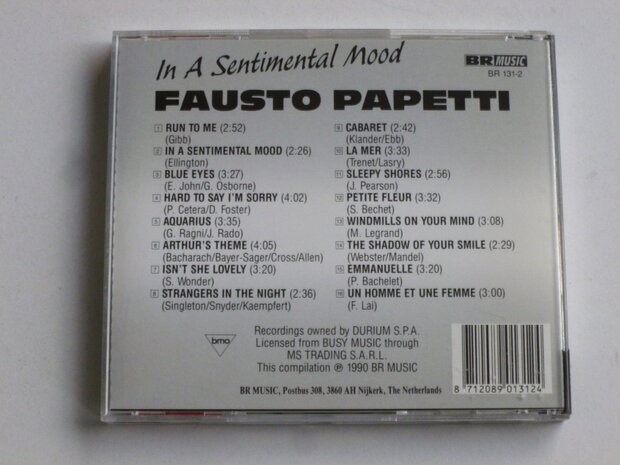 In A Sentimental Mood
BR MUSIC
BR 131-2
FAUSTO PAPETTI
1 RUN TO ME (2:52)
(Gibb)
2 IN A SENTIMENTAL MOOD (2:26)
(Ellington)
3 BLUE EYES (3:27)
(E. John/G. Osborne)
4 HARD TO SAY I'M SORRY (4:02)
(P. Cetera/D. Foster)
5 AQUARIUS (3:35)
(G. Ragni/J. Rado)
6 ARTHUR'S THEME (4:05)
(Bacharach/Bayer-Sager/Cross/Allen)
7 ISN'T SHE LOVELY (3:20)
(S. Wonder)
8 STRANGERS IN THE NIGHT (2:36)
(Singleton/Snyder/Kaempfert)
9 CABARET (2:42)
(Klander/Ebb)
10 LA MER (3:33)
(Trenet/Lasry)
11 SLEEPY SHORES (2:56)
(J. Pearson)
12 PETITE FLEUR (3:32)
(S. Bechet)
13 WINDMILLS ON YOUR MIND (3:08)
(M. Legrand)
14 THE SHADOW OF YOUR SMILE (2:29)
(Webster/Mandel)
15 EMMANUELLE (3:20)
(P. Bachelet)
16 UN HOMME ET UNE FEMME (3:00)
(F. Lai)
bma
Recordings owned by DURIUM S.P.A.
Licensed from BUSY MUSIC through
MS TRADING S.A.R.L.
This compilation ℗ 1990 BR MUSIC
8 712089 013124
BR MUSIC, Postbus 308, 3860 AH Nijkerk, The Netherlands